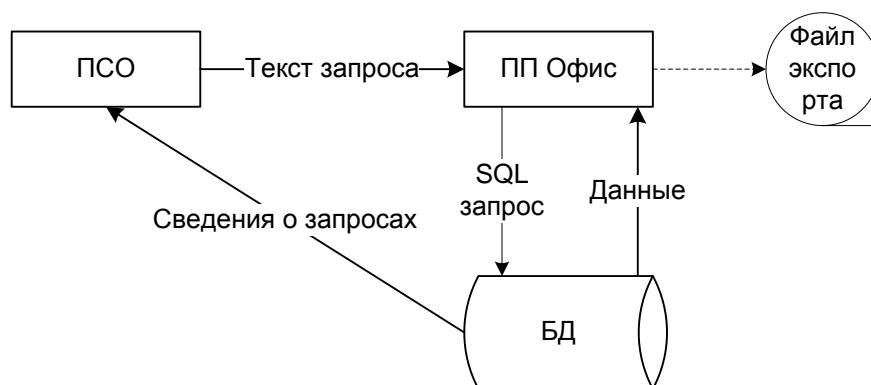 ПСО
Текст запроса
ПП Офис
Файл
экспо
рта
SQL
запрос
Данные
Сведения о запросах
БД